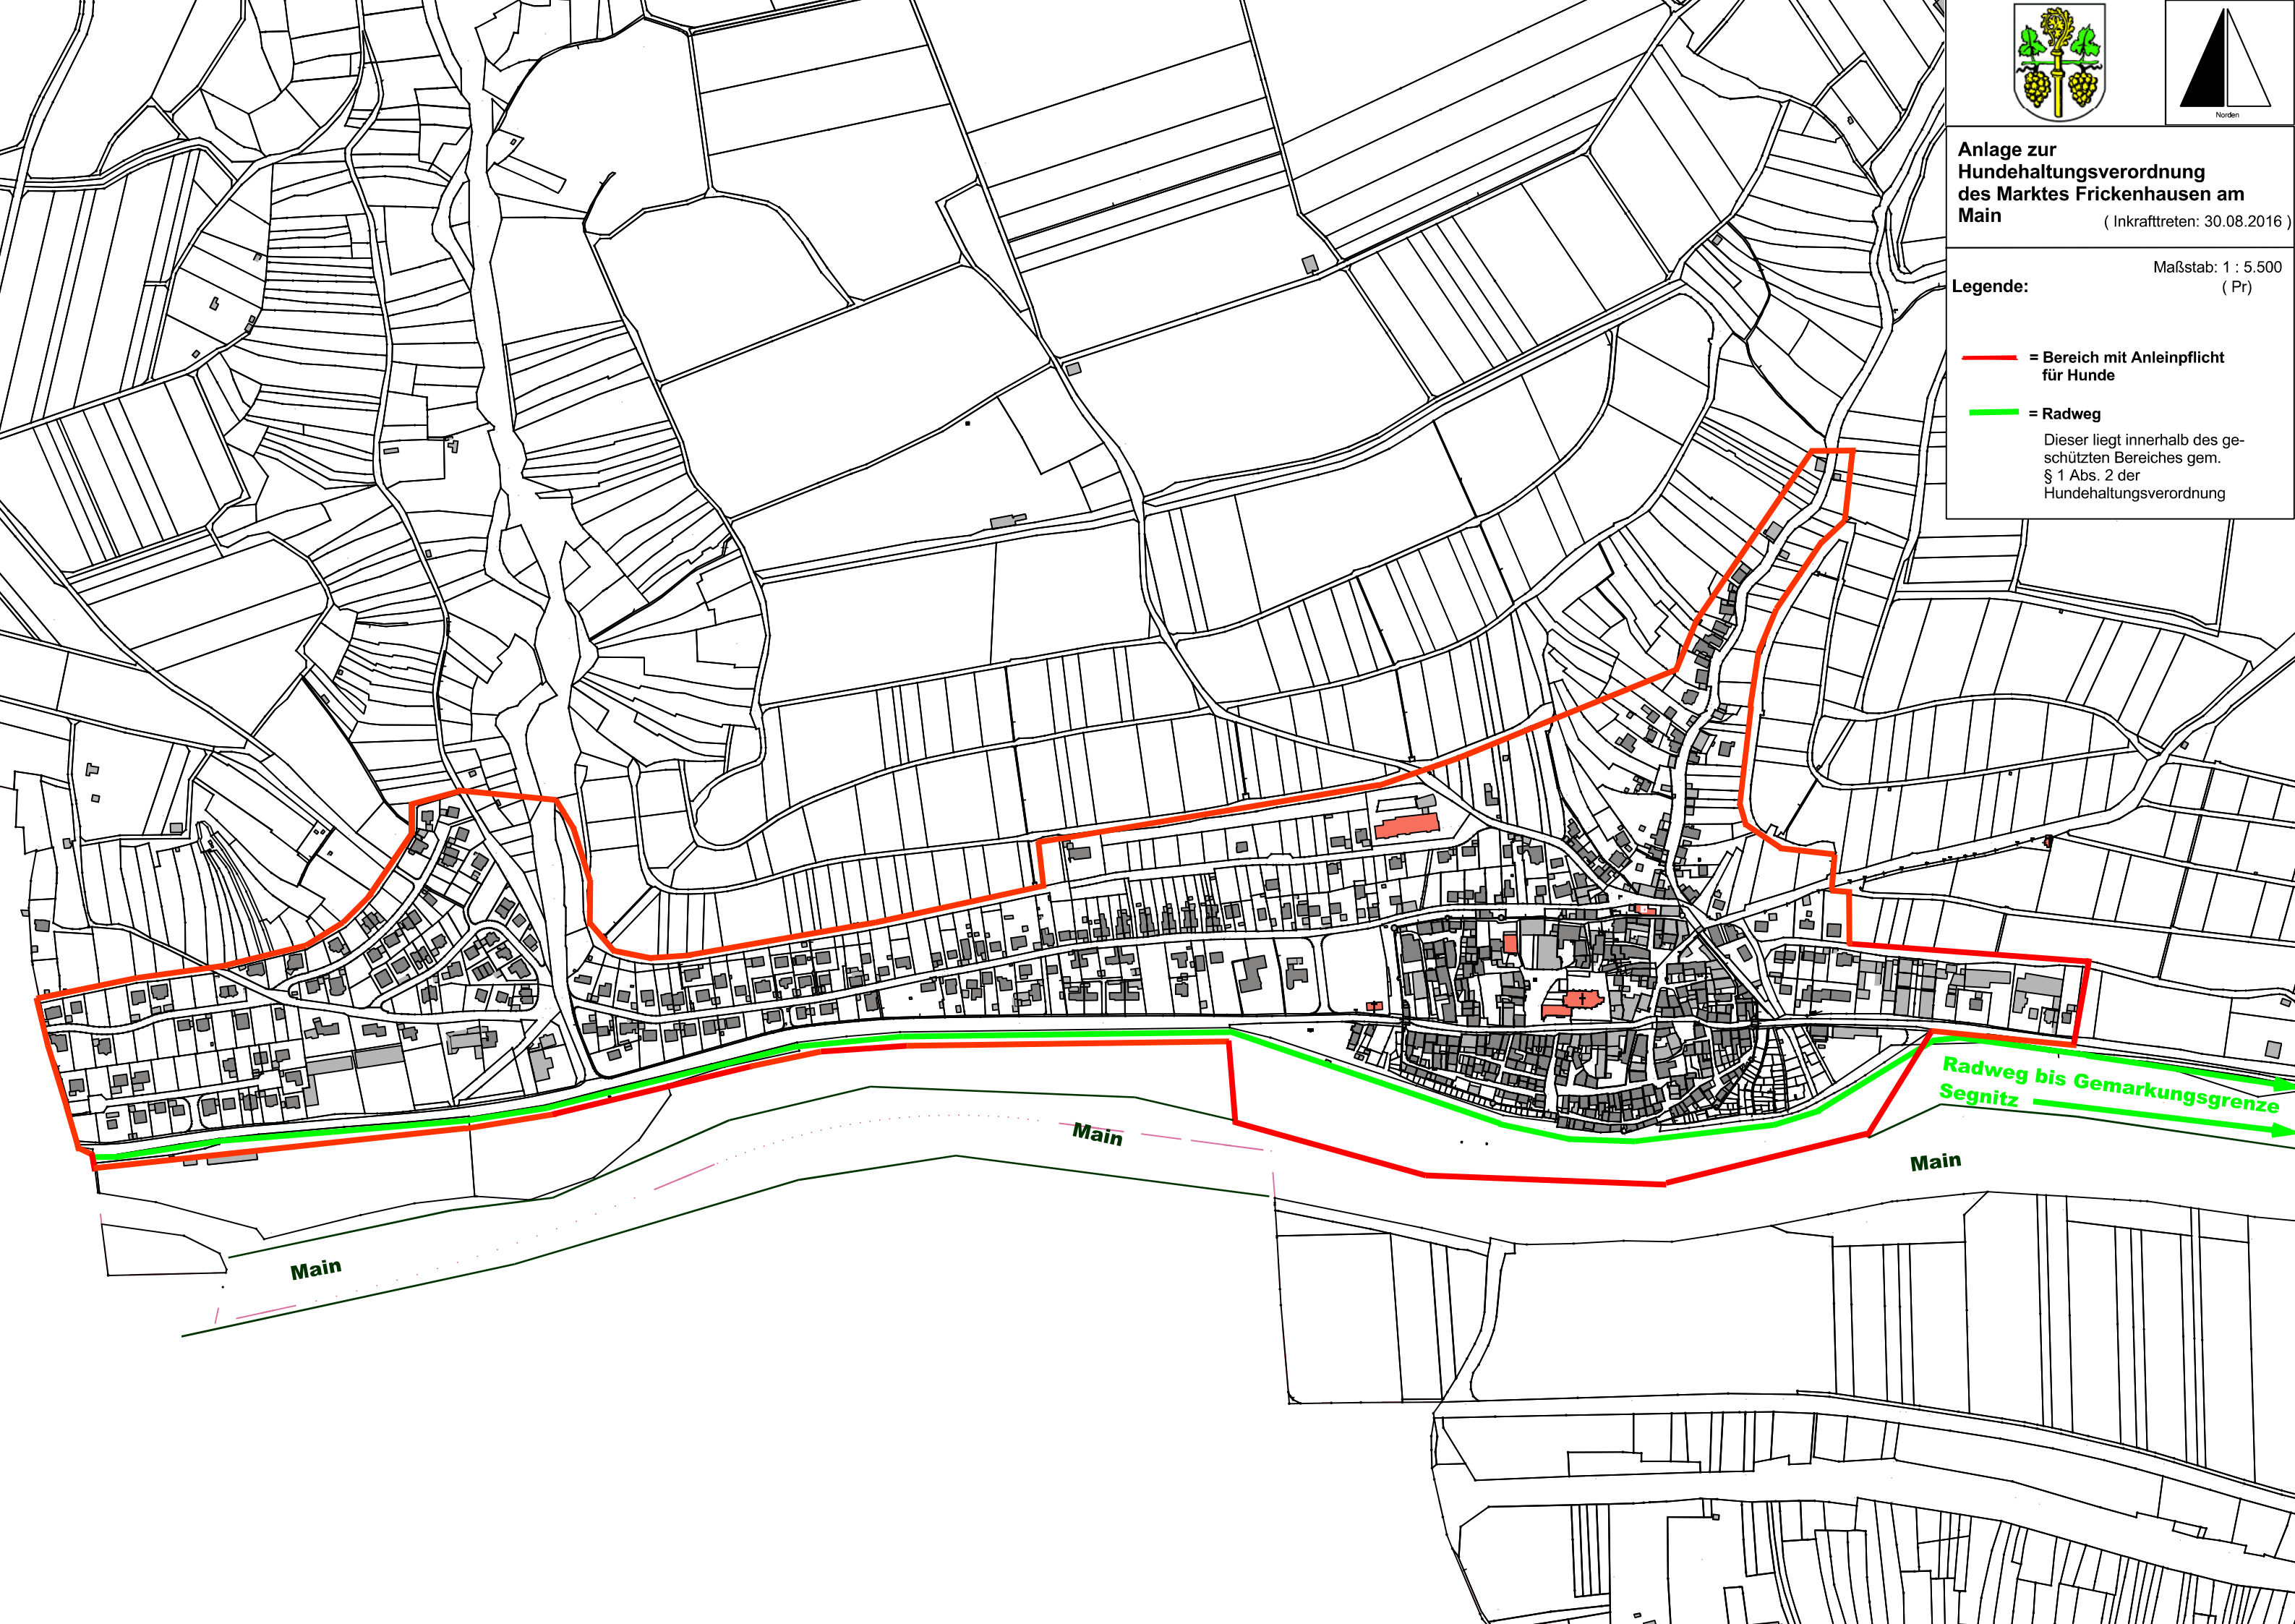 Norden
Anlage zur
Hundehaltungsverordnung
des Marktes Frickenhausen am
Main ( Inkrafttreten: 30.08.2016 )
Maßstab: 1 : 5.500
Legende: ( Pr)
= Bereich mit Anleinpflicht
für Hunde
= Radweg
Dieser liegt innerhalb des ge-
schützten Bereiches gem.
§ 1 Abs. 2 der
Hundehaltungsverordnung
Radweg bis Gemarkungsgrenze
Segnitz
Main
Main
Main